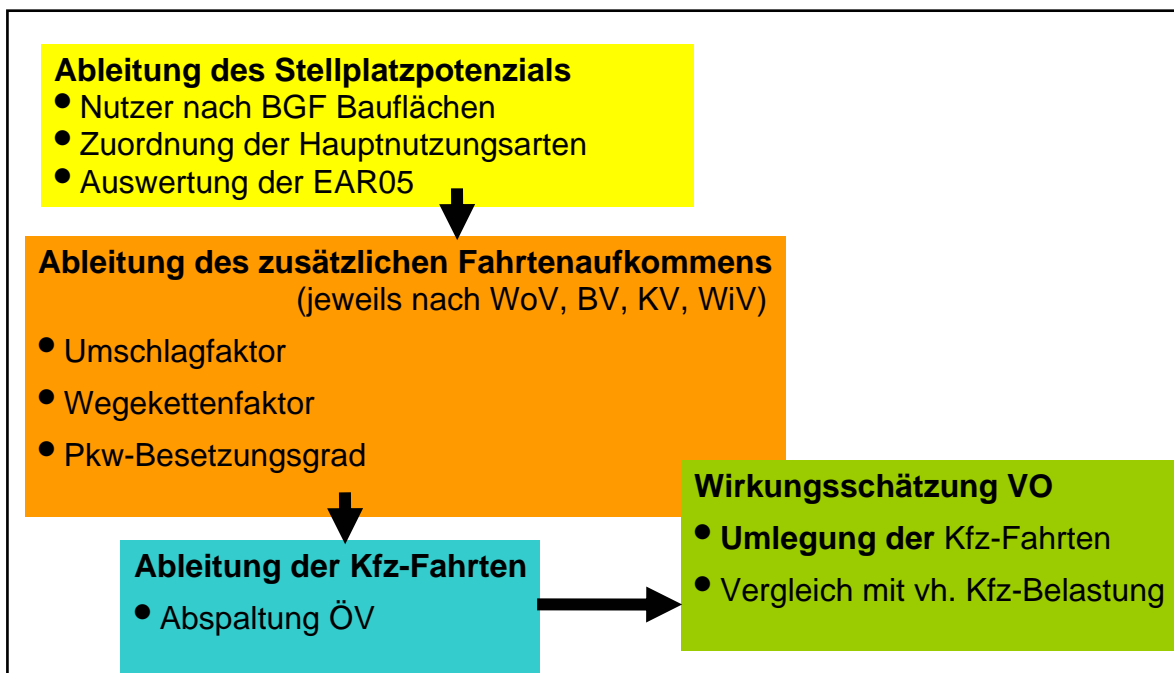 Ableitung des Stellplatzpotenzials
• Nutzer nach BGF Bauflächen
• Zuordnung der Hauptnutzungsarten
• Auswertung der EAR05
Ableitung des zusätzlichen Fahrtenaufkommens
(jeweils nach WoV, BV, KV, WiV)
• Umschlagfaktor
• Wegekettenfaktor
• Pkw-Besetzungsgrad
Ableitung der Kfz-Fahrten
• Abspaltung ÖV
Wirkungsschätzung VO
• Umlegung der Kfz-Fahrten
• Vergleich mit vh. Kfz-Belastung